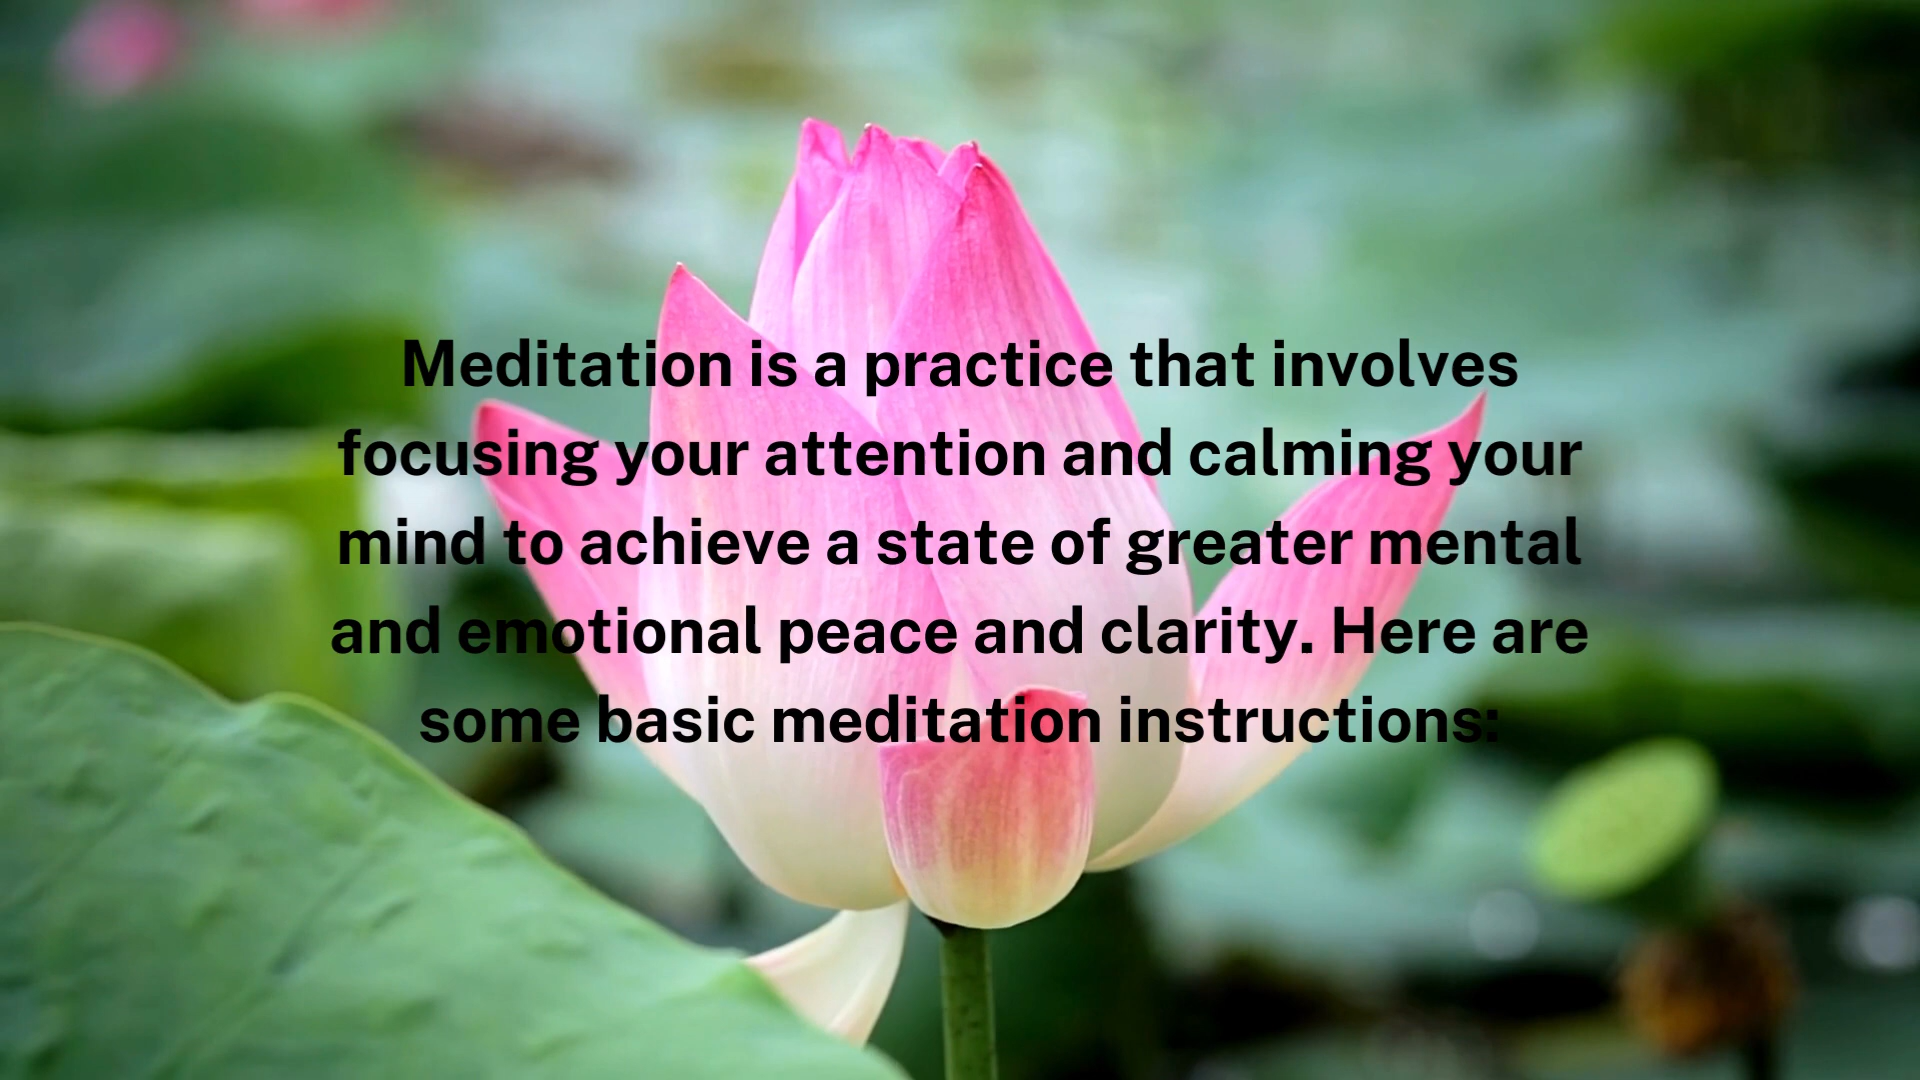 Meditation is a practice that involves
focusing your attention and calming your
mind to achieve a state of greater mental
and emotional peace and clarity. Here are
some basic meditation instructions: